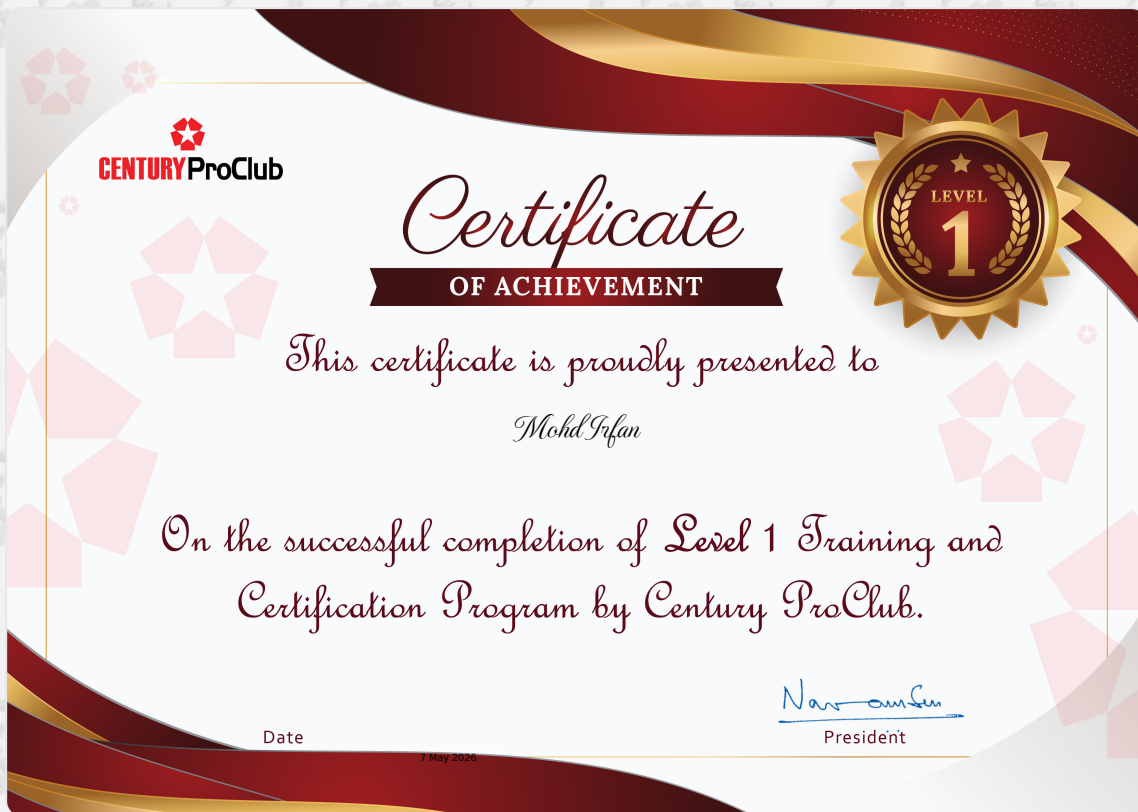 CENTURY ProClub
LEVEL
1
Certificate
OF ACHIEVEMENT
This certificate is proudly presented to
Mohd Irfan
On the successful completion of Level 1 Training and
Certification Program by Century ProClub.
Date
President
7 May 2026